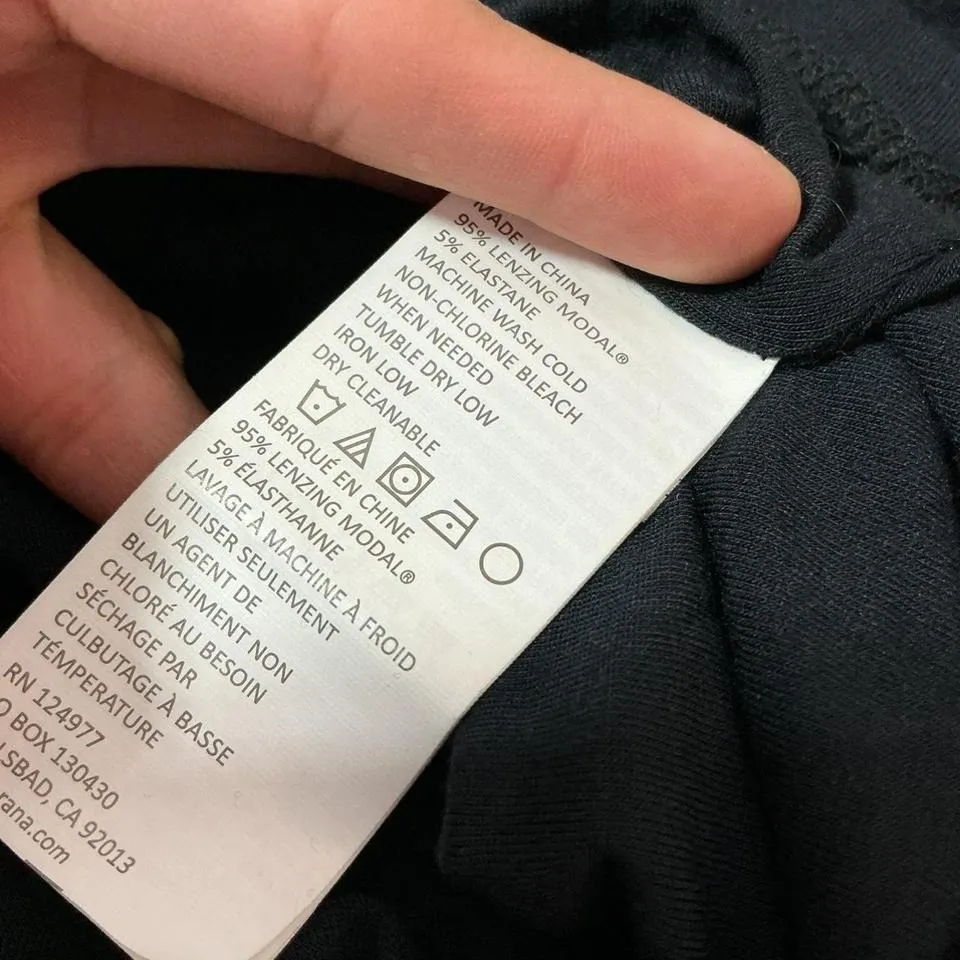 MADE IN CHINA
95% LENZING MODAL®
5% ELASTANE
MACHINE WASH COLD
NON-CHLORINE BLEACH
WHEN NEEDED
TUMBLE DRY LOW
IRON LOW
DRY CLEANABLE
FABRIQUÉ EN CHINE
95% LENZING MODAL®
5% ÉLASTHANNE
LAVAGE À MACHINE À FROID
UTILISER SEULEMENT
UN AGENT DE
BLANCHIMENT NON
CHLORÉ AU BESOIN
SÉCHAGE PAR
CULBUTAGE À BASSE
TÉMPERATURE
RN 124977
O BOX 130430
LSBAD, CA 92013
rana.com